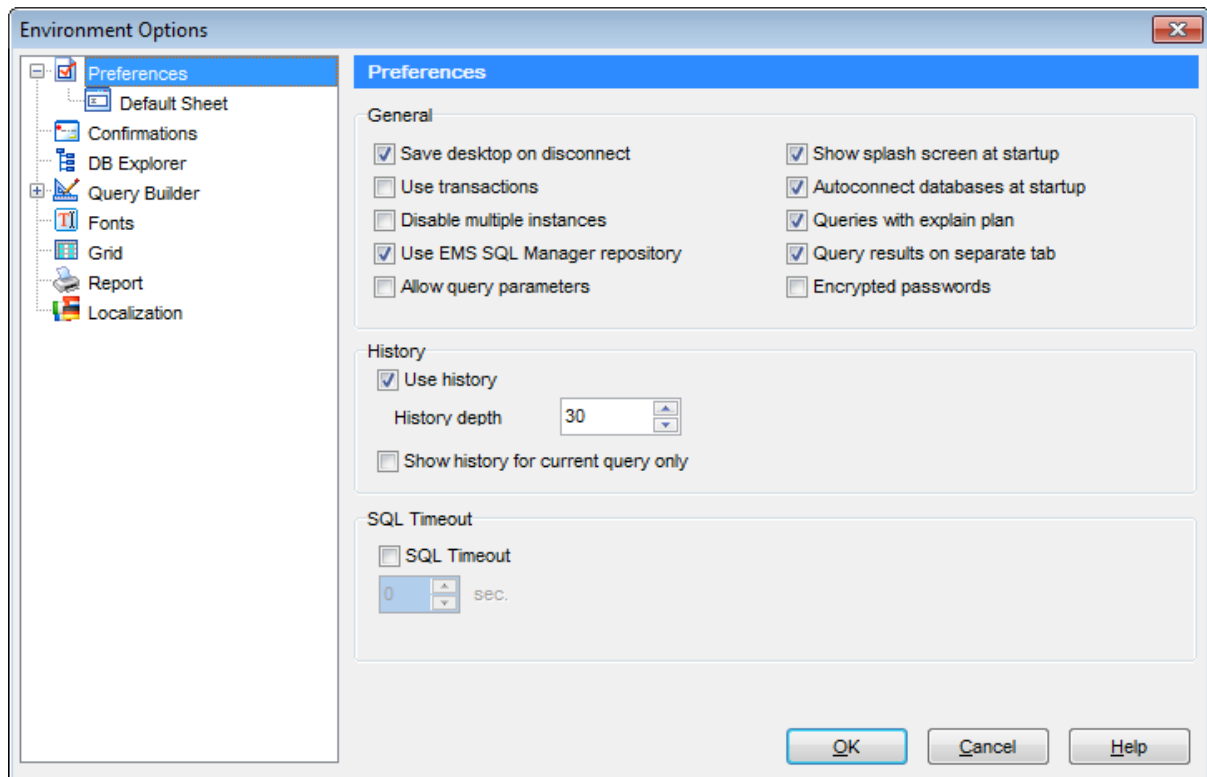 Environment Options
Preferences
Default Sheet
Confirmations
DB Explorer
Query Builder
Fonts
Grid
Report
Localization
Preferences
General
Save desktop on disconnect
Use transactions
Disable multiple instances
Use EMS SQL Manager repository
Allow query parameters
Show splash screen at startup
Autoconnect databases at startup
Queries with explain plan
Query results on separate tab
Encrypted passwords
History
Use history
History depth 30
Show history for current query only
SQL Timeout
SQL Timeout
0 sec.
OK Cancel Help